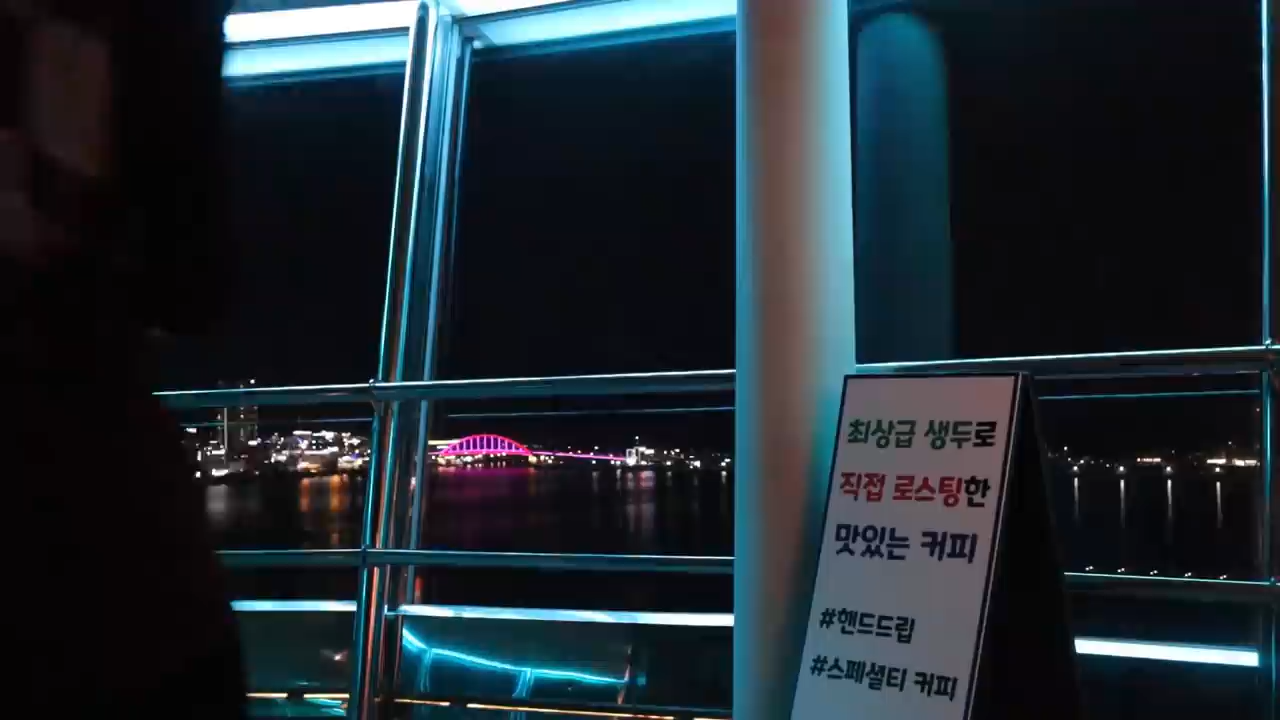 최상급 생두로
직접 로스팅한
맛있는 커피
#핸드드립
#스페셜티 커피